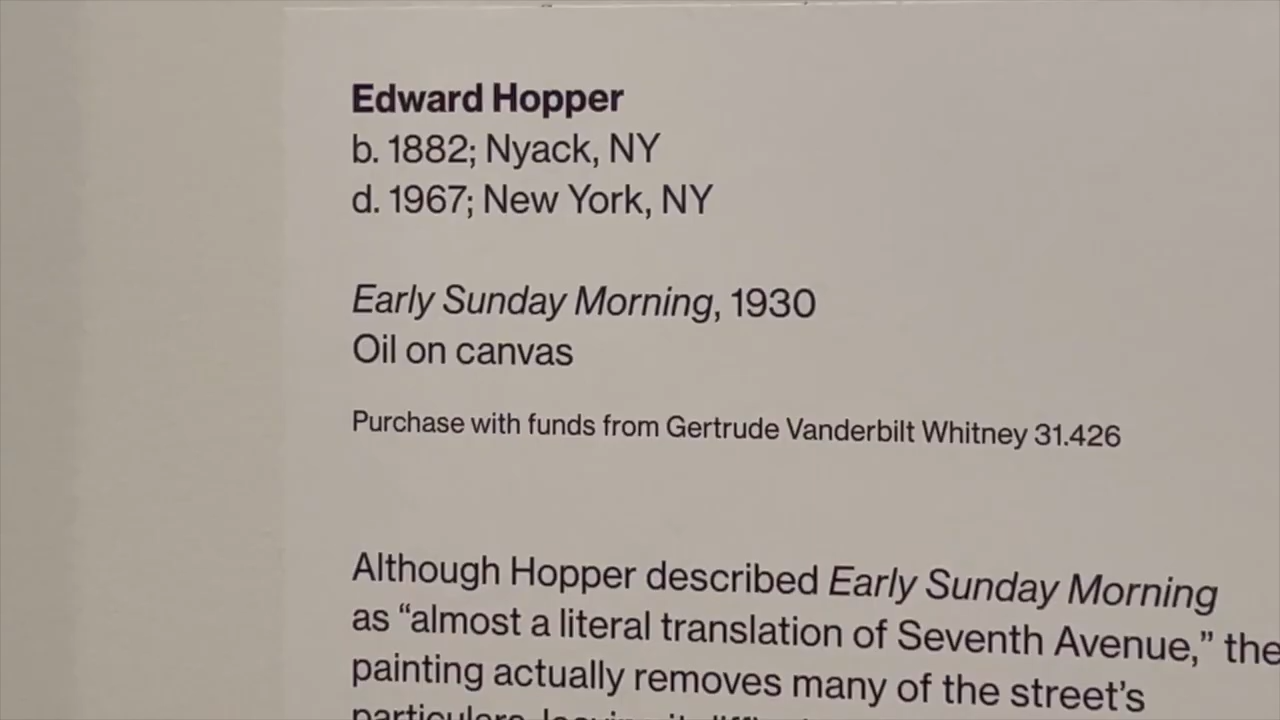 Edward Hopper
b. 1882; Nyack, NY
d. 1967; New York, NY
Early Sunday Morning, 1930
Oil on canvas
Purchase with funds from Gertrude Vanderbilt Whitney 31.426
Although Hopper described Early Sunday Morning
as “almost a literal translation of Seventh Avenue,” the
painting actually removes many of the street’s